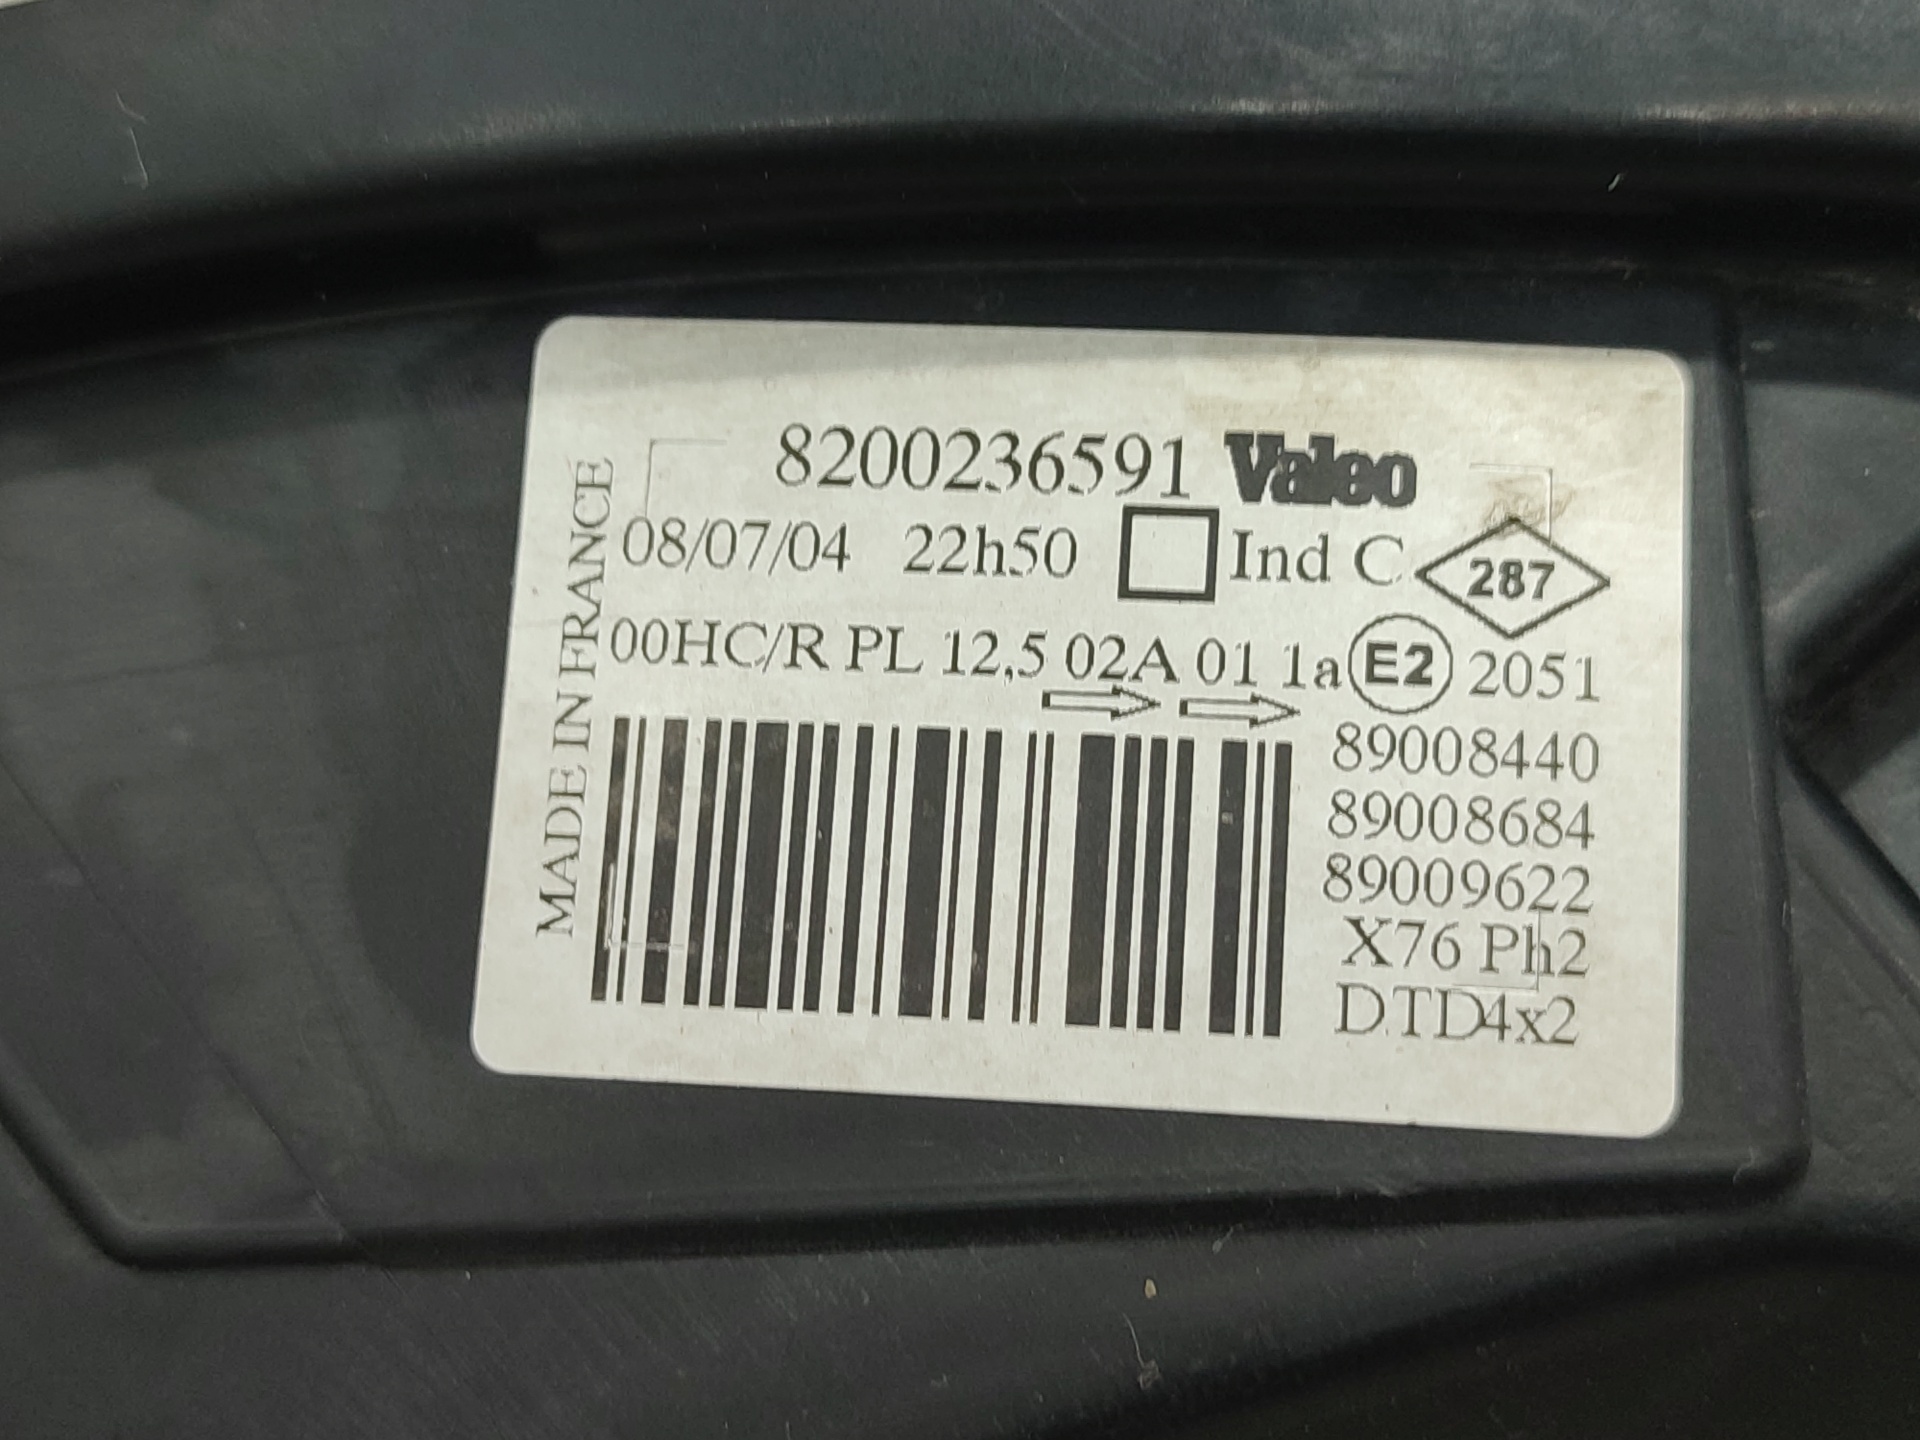 8200236591 Valeo
08/07/04 22h50 Ind C 287
00HC/R PL 12,5 02A 01 1a E2 2051
MADE IN FRANCE
89008440
89008684
89009622
X76 Ph2
D.TD4x2